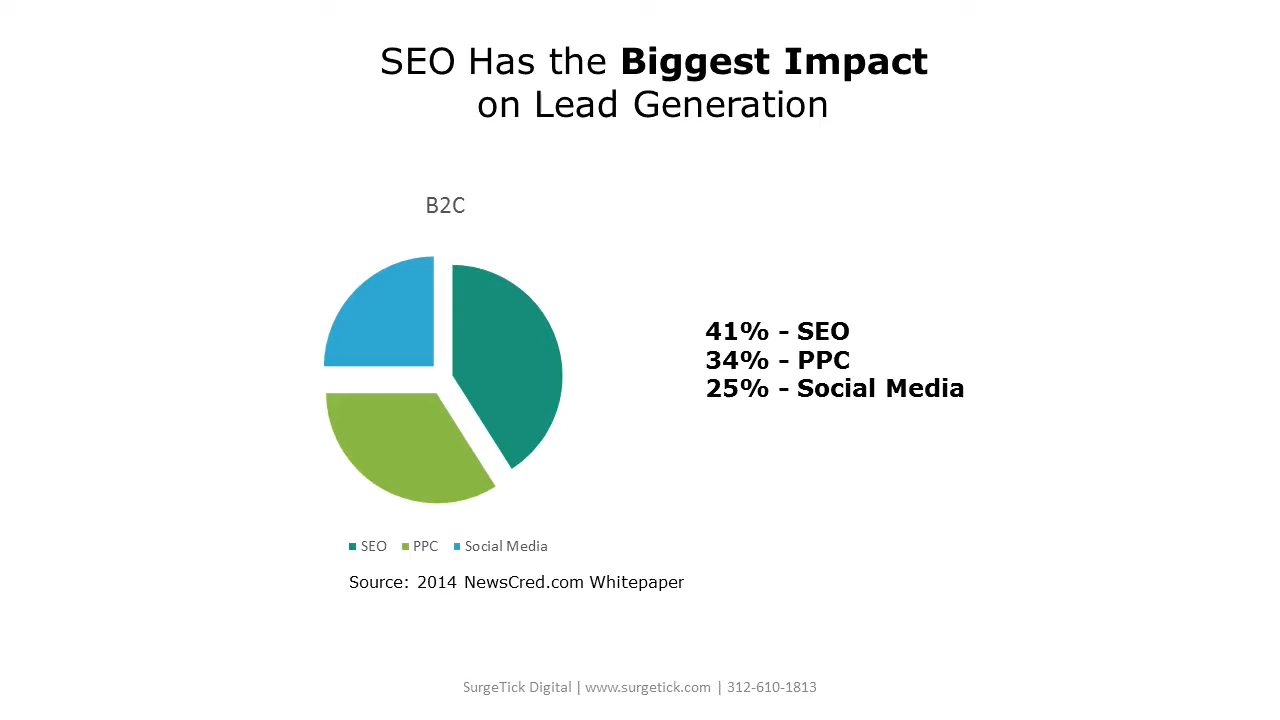 SEO Has the Biggest Impact
on Lead Generation
B2C
41% - SEO
34% - PPC
25% - Social Media
SEO PPC Social Media
Source: 2014 NewsCred.com Whitepaper
SurgeTick Digital | www.surgetick.com | 312-610-1813